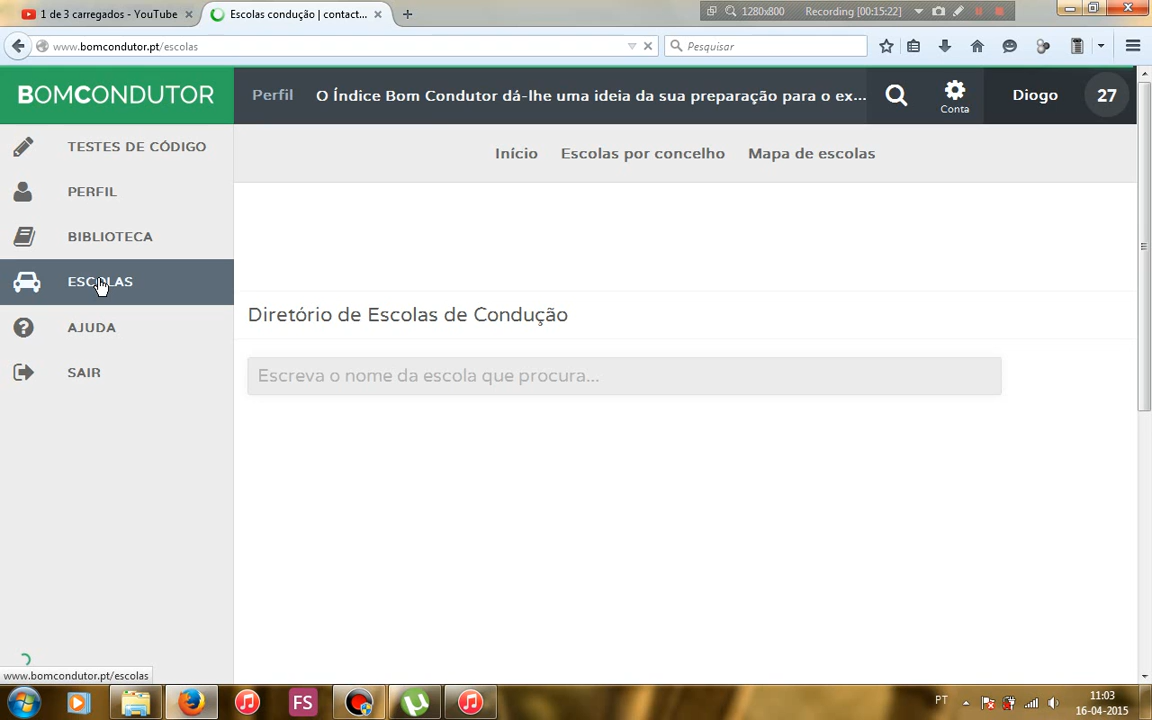 1 de 3 carregados - YouTube
Escolas condução | contact...
1280x800
Recording [00:15:22]
www.bomcondutor.pt/escolas
Pesquisar
BOMCONDUTOR
Perfil
O Índice Bom Condutor dá-lhe uma ideia da sua preparação para o ex...
Conta
Diogo
27
TESTES DE CÓDIGO
PERFIL
BIBLIOTECA
ESCOLAS
AJUDA
SAIR
Início
Escolas por concelho
Mapa de escolas
Diretório de Escolas de Condução
Escreva o nome da escola que procura...
www.bomcondutor.pt/escolas
FS
PT
11:03
16-04-2015